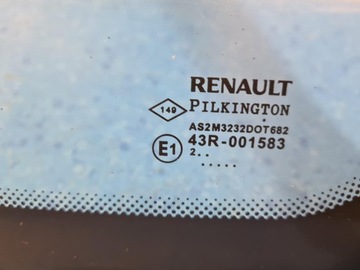 RENAULT
149 PILKINGTON
AS2M3232DOT682
E1 43R-001583
2..
.....